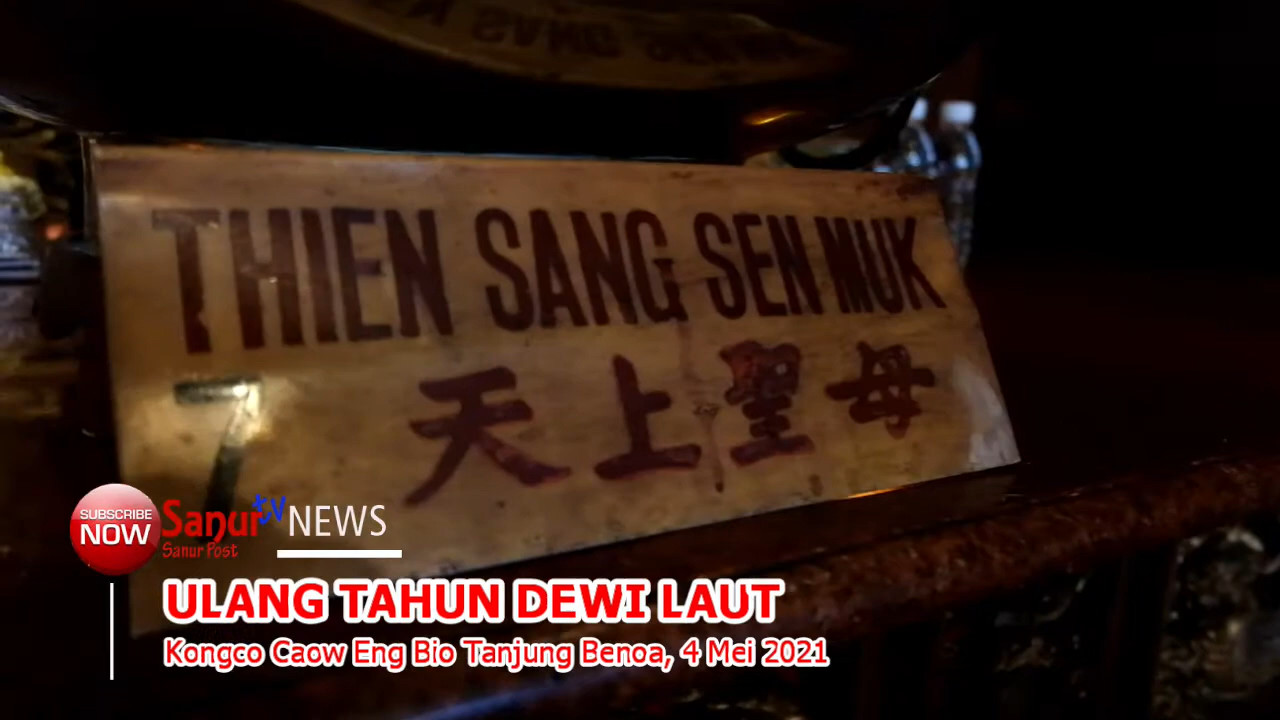 THIEN SANG SEN MUK
7 天上聖母
SUBSCRIBE
NOW
Sanur tv NEWS
Sanur Post
ULANG TAHUN DEWI LAUT
Kongco Caow Eng Bio Tanjung Benoa, 4 Mei 2021